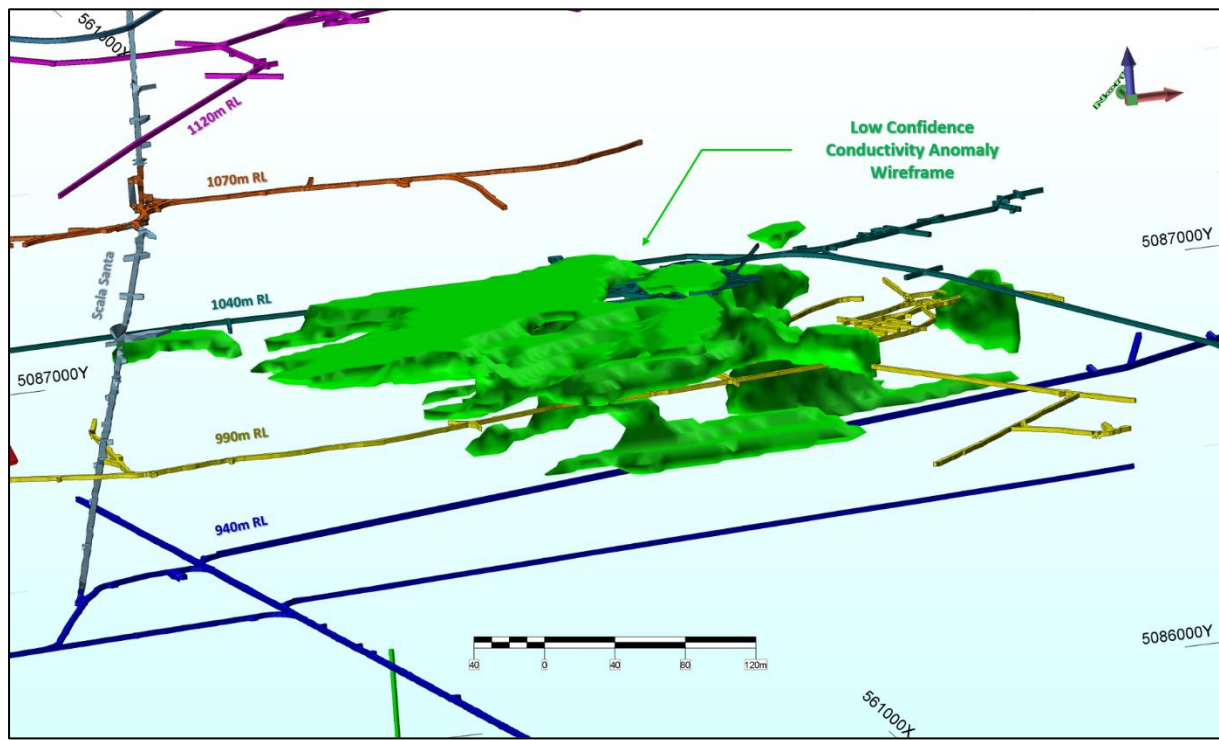 561000X
1120m RL
Low Confidence
Conductivity Anomaly
Wireframe
1070m RL
5087000Y
Scala Santa
1040m RL
5087000Y
990m RL
940m RL
40 0 40 80 120m
5086000Y
561000X